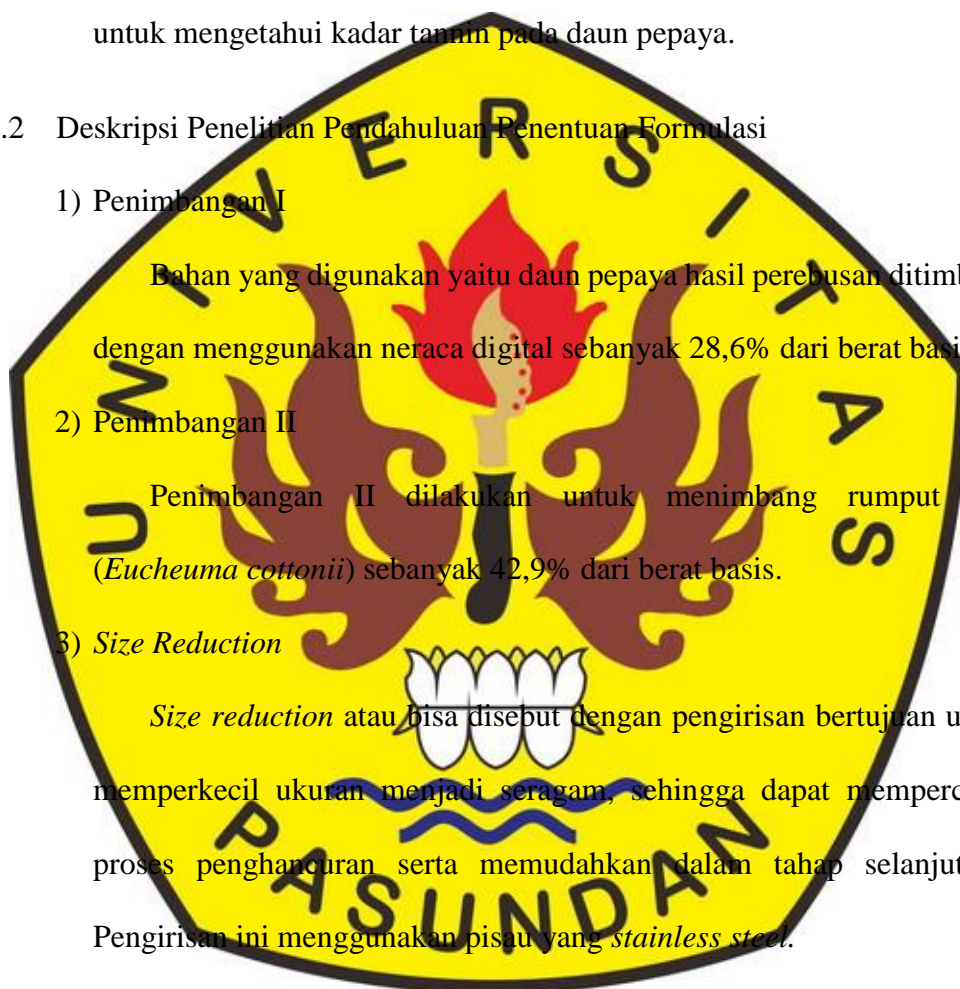 untuk mengetahui kadar tannin pada daun pepaya.
.2 Deskripsi Penelitian Pendahuluan Penentuan Formulasi
1) Penimbangan I
Bahan yang digunakan yaitu daun pepaya hasil perebusan ditimb
dengan menggunakan neraca digital sebanyak 28,6% dari berat basi
2) Penimbangan II
Penimbangan II dilakukan untuk menimbang rumput
(Eucheuma cottonii) sebanyak 42,9% dari berat basis.
3) Size Reduction
Size reduction atau bisa disebut dengan pengirisan bertujuan u
memperkecil ukuran menjadi seragam, sehingga dapat memperc
proses penghancuran serta memudahkan dalam tahap selanjut
Pengirisan ini menggunakan pisau yang stainless steel.
UNIVERSITAS
PASUNDAN